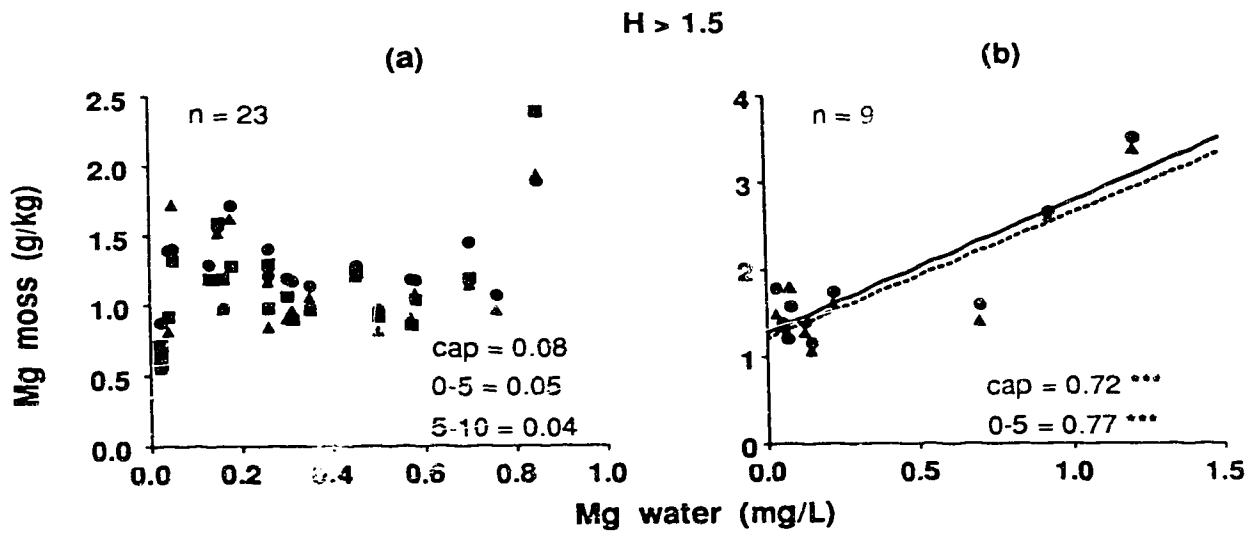 H > 1.5
(a)
(b)
n = 23
n = 9
Mg moss (g/kg)
2.5
2.0
1.5
1.0
0.5
0.0
cap = 0.08
0-5 = 0.05
5-10 = 0.04
0.0 0.2 0.4 0.6 0.8 1.0
4
3
2
1
0
cap = 0.72 ***
0-5 = 0.77 ***
0.0 0.5 1.0 1.5
Mg water (mg/L)